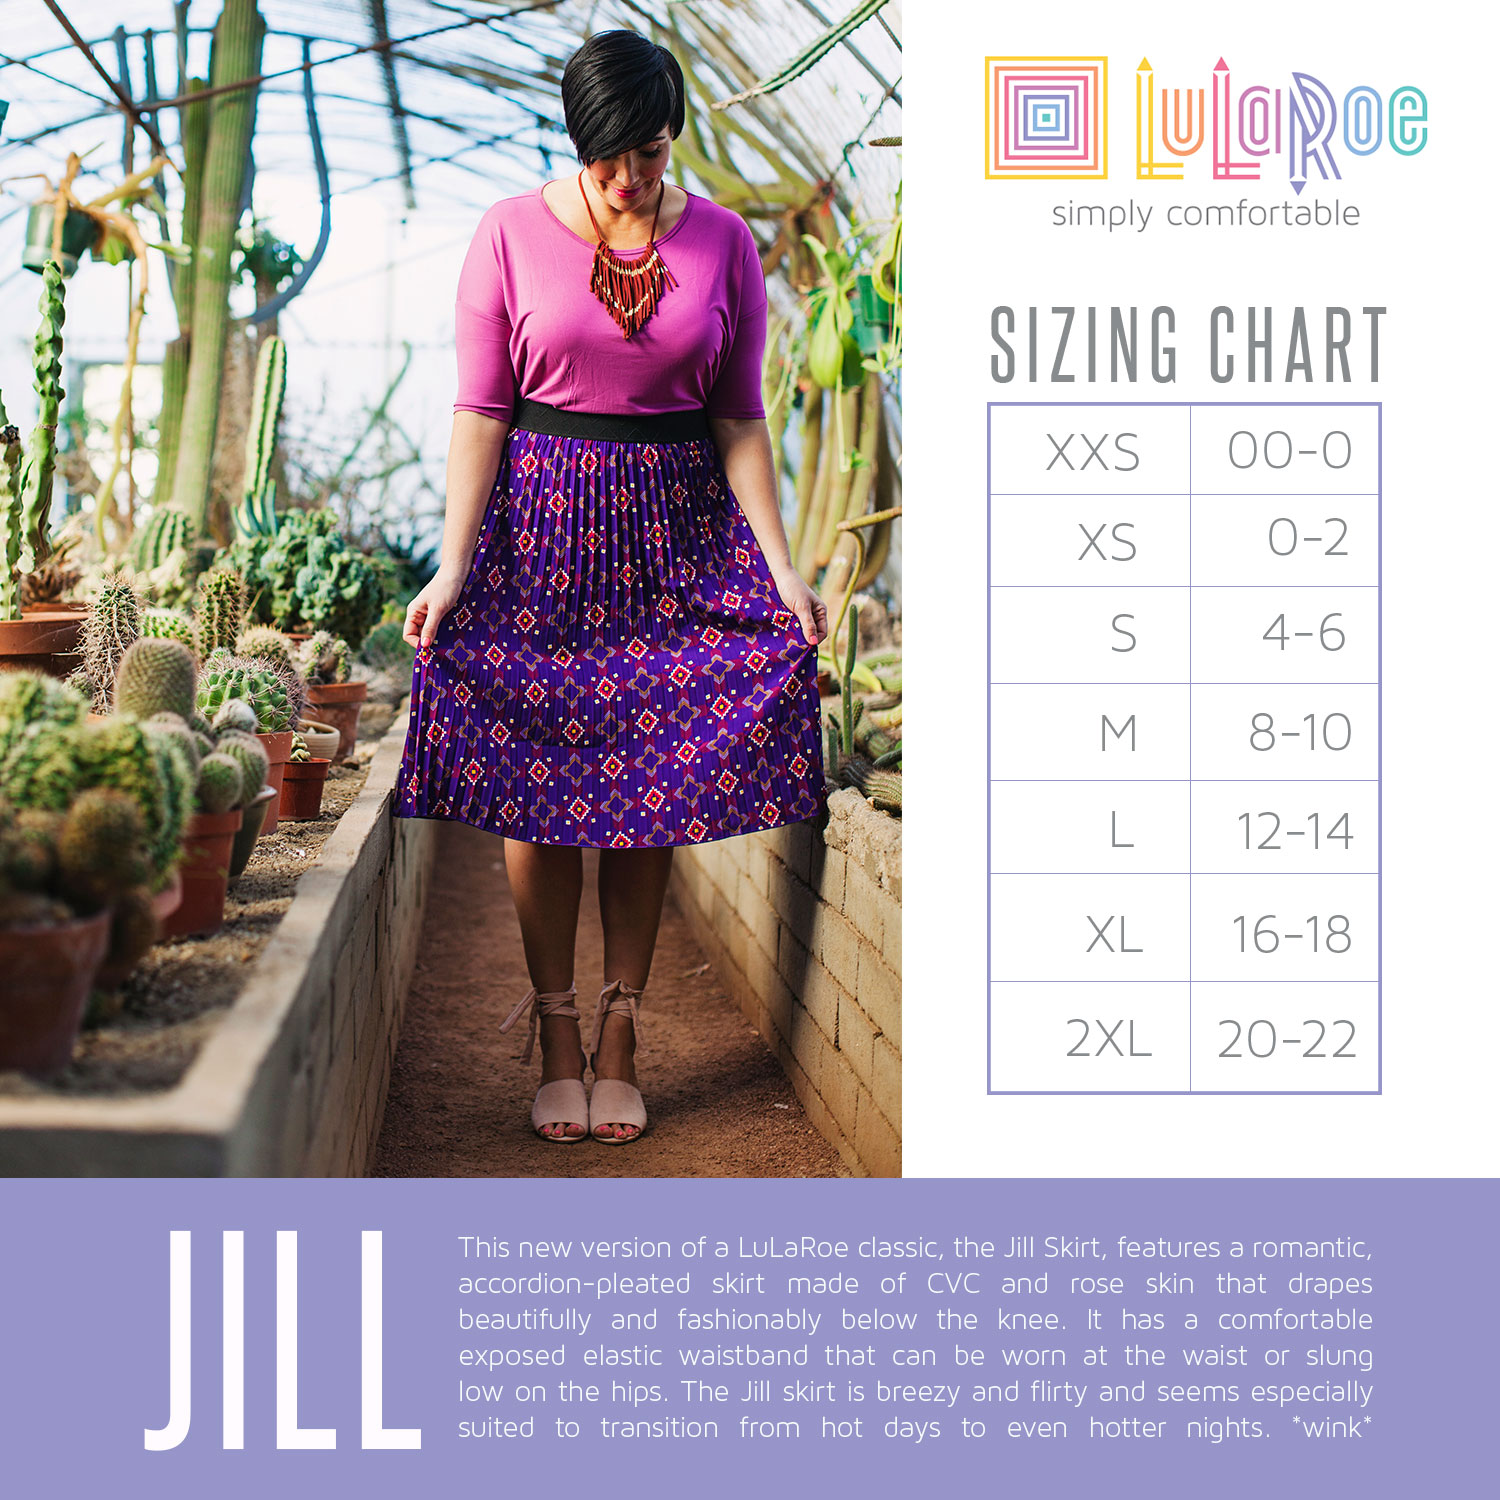 LuLaRoe
simply comfortable
SIZING CHART
XXS 00-0
XS 0-2
S 4-6
M 8-10
L 12-14
XL 16-18
2XL 20-22
JILL
This new version of a LuLaRoe classic, the Jill Skirt, features a romantic,
accordion-pleated skirt made of CVC and rose skin that drapes
beautifully and fashionably below the knee. It has a comfortable
exposed elastic waistband that can be worn at the waist or slung
low on the hips. The Jill skirt is breezy and flirty and seems especially
suited to transition from hot days to even hotter nights. *wink*